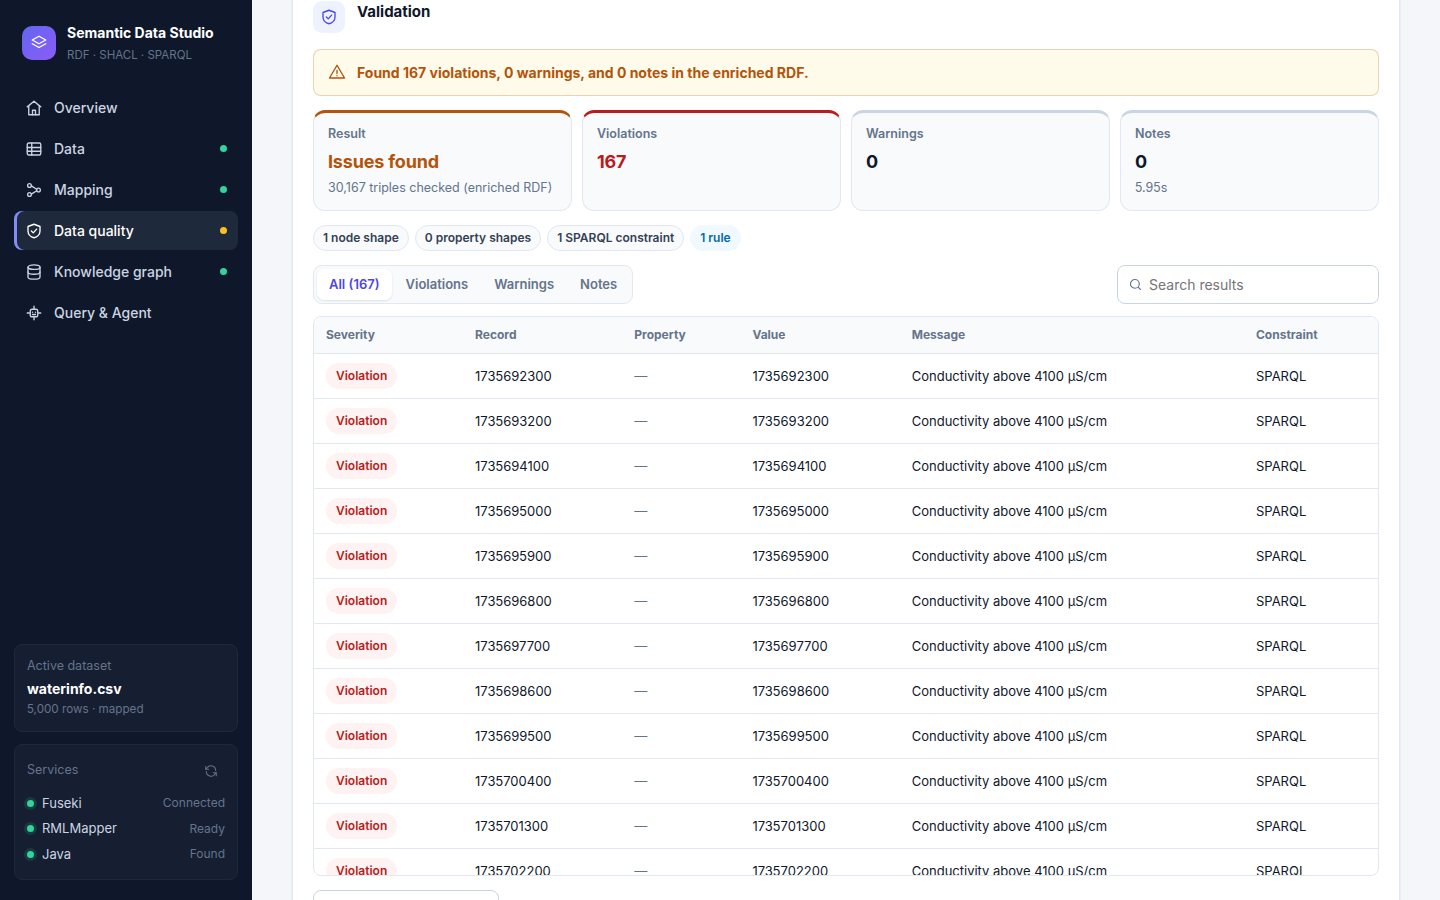 Semantic Data Studio
RDF · SHACL · SPARQL
Overview
Data
Mapping
Data quality
Knowledge graph
Query & Agent
Active dataset
waterinfo.csv
5,000 rows · mapped
Services
Fuseki Connected
RMLMapper Ready
Java Found
Validation
Found 167 violations, 0 warnings, and 0 notes in the enriched RDF.
Result
Issues found
30,167 triples checked (enriched RDF)
Violations
167
Warnings
0
Notes
0
5.95s
1 node shape 0 property shapes 1 SPARQL constraint 1 rule
All (167) Violations Warnings Notes Search results
Severity Record Property Value Message Constraint
Violation 1735692300 — 1735692300 Conductivity above 4100 µS/cm SPARQL
Violation 1735693200 — 1735693200 Conductivity above 4100 µS/cm SPARQL
Violation 1735694100 — 1735694100 Conductivity above 4100 µS/cm SPARQL
Violation 1735695000 — 1735695000 Conductivity above 4100 µS/cm SPARQL
Violation 1735695900 — 1735695900 Conductivity above 4100 µS/cm SPARQL
Violation 1735696800 — 1735696800 Conductivity above 4100 µS/cm SPARQL
Violation 1735697700 — 1735697700 Conductivity above 4100 µS/cm SPARQL
Violation 1735698600 — 1735698600 Conductivity above 4100 µS/cm SPARQL
Violation 1735699500 — 1735699500 Conductivity above 4100 µS/cm SPARQL
Violation 1735700400 — 1735700400 Conductivity above 4100 µS/cm SPARQL
Violation 1735701300 — 1735701300 Conductivity above 4100 µS/cm SPARQL
Violation 1735702200 — 1735702200 Conductivity above 4100 µS/cm SPARQL